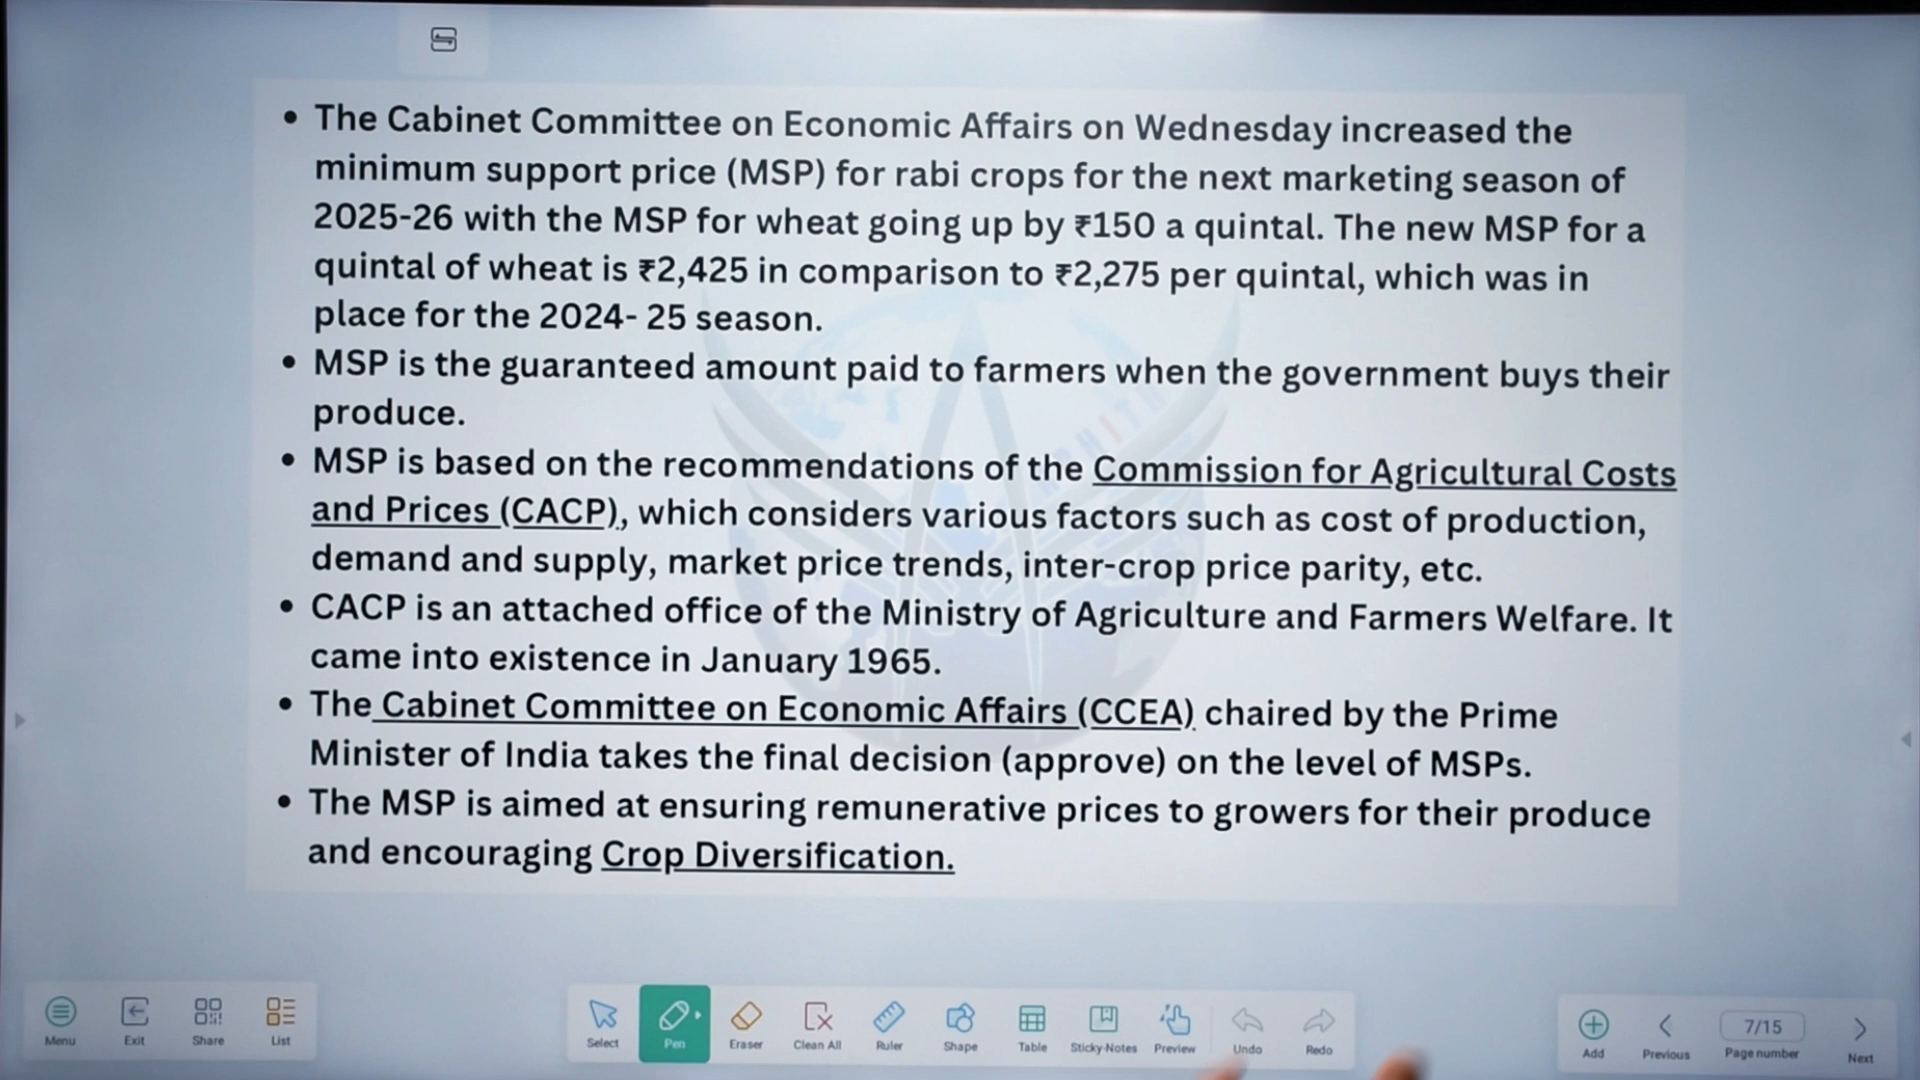 • The Cabinet Committee on Economic Affairs on Wednesday increased the
minimum support price (MSP) for rabi crops for the next marketing season of
2025-26 with the MSP for wheat going up by ₹150 a quintal. The new MSP for a
quintal of wheat is ₹2,425 in comparison to ₹2,275 per quintal, which was in
place for the 2024- 25 season.
• MSP is the guaranteed amount paid to farmers when the government buys their
produce.
• MSP is based on the recommendations of the Commission for Agricultural Costs
and Prices (CACP), which considers various factors such as cost of production,
demand and supply, market price trends, inter-crop price parity, etc.
• CACP is an attached office of the Ministry of Agriculture and Farmers Welfare. It
came into existence in January 1965.
• The Cabinet Committee on Economic Affairs (CCEA) chaired by the Prime
Minister of India takes the final decision (approve) on the level of MSPs.
• The MSP is aimed at ensuring remunerative prices to growers for their produce
and encouraging Crop Diversification.
Menu Exit Share List Select Pen Eraser Clean All Ruler Shape Table Sticky-Notes Preview Undo Redo Add Previous 7/15 Page number Next